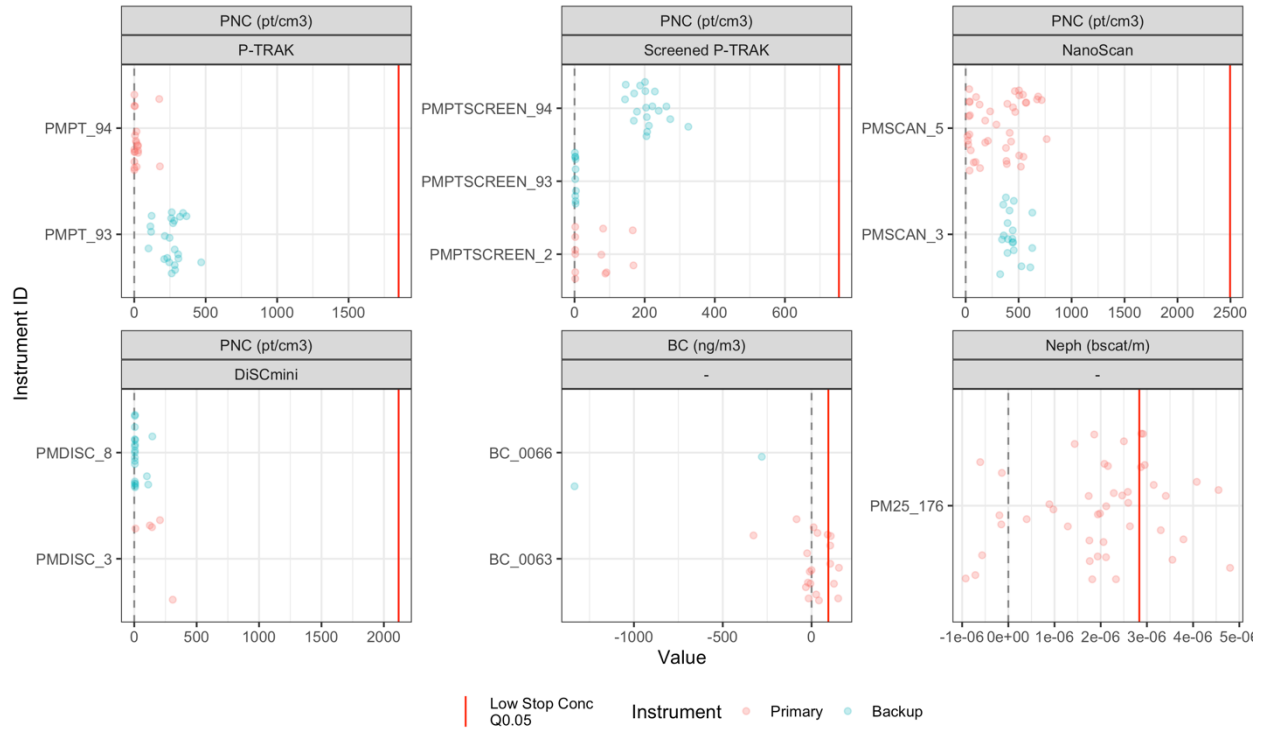 PNC (pt/cm3)
P-TRAK
PMPT_94
PMPT_93
0 500 1000 1500
PNC (pt/cm3)
Screened P-TRAK
PMPTSCREEN_94
PMPTSCREEN_93
PMPTSCREEN_2
0 200 400 600
PNC (pt/cm3)
NanoScan
PMSCAN_5
PMSCAN_3
0 500 1000 1500 2000 2500
Instrument ID
PNC (pt/cm3)
DiSCmini
PMDISC_8
PMDISC_3
0 500 1000 1500 2000
BC (ng/m3)
-
BC_0066
BC_0063
-1000 -500 0
Neph (bscat/m)
-
PM25_176
-1e-06 0e+00 1e-06 2e-06 3e-06 4e-06 5e-0
Value
Low Stop Conc
Q0.05
Instrument Primary Backup